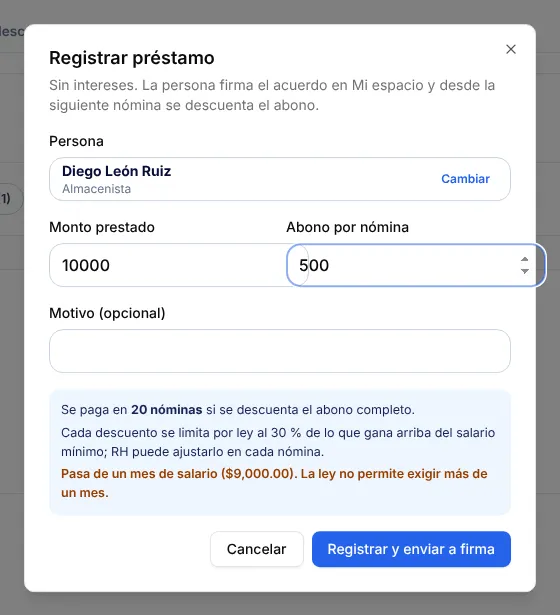 Registrar préstamo
Sin intereses. La persona firma el acuerdo en Mi espacio y desde la
siguiente nómina se descuenta el abono.
Persona
Diego León Ruiz
Almacenista
Cambiar
Monto prestado
Abono por nómina
10000
500
Motivo (opcional)
Se paga en 20 nóminas si se descuenta el abono completo.
Cada descuento se limita por ley al 30 % de lo que gana arriba del salario
mínimo; RH puede ajustarlo en cada nómina.
Pasa de un mes de salario ($9,000.00). La ley no permite exigir más de
un mes.
Cancelar
Registrar y enviar a firma